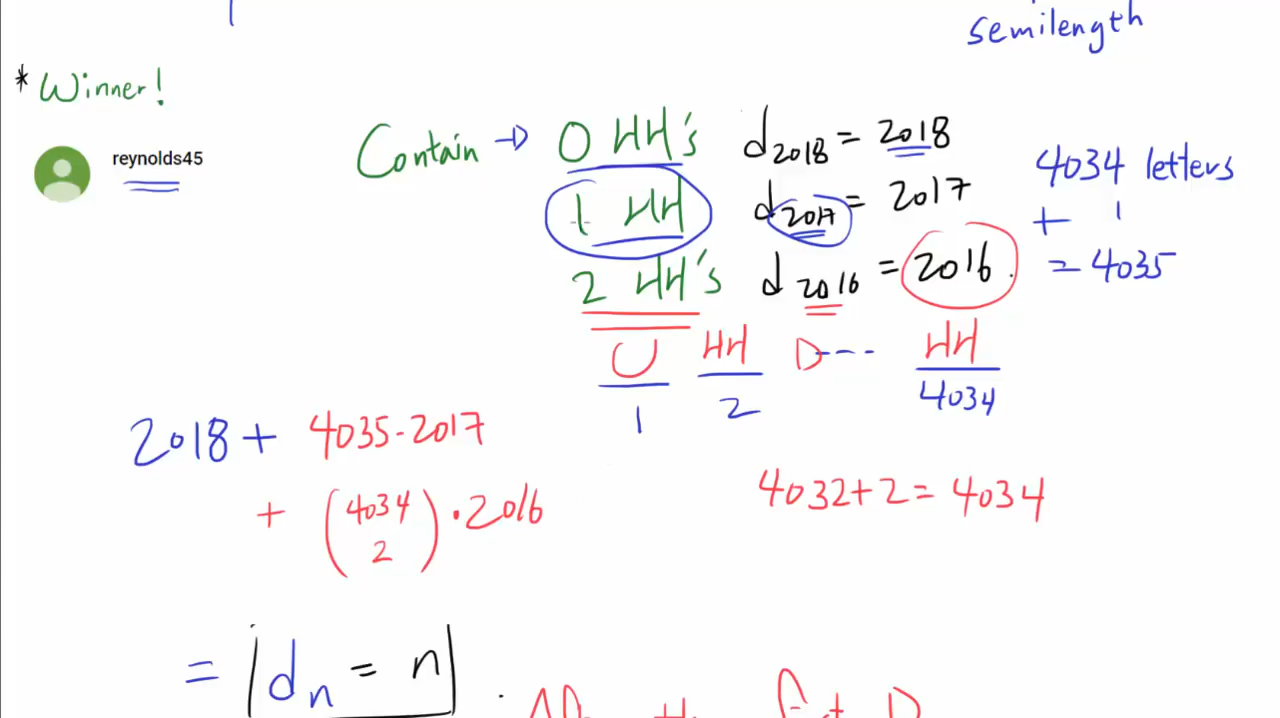 semilength
* Winner!
reynolds45
Contain → 0 HH's d2018 = 2018
1 HH d2017 = 2017
2 HH's d2016 = 2016.
4034 letters
+ 1
= 4035
U HH D--- HH
1 2 4034
2018 + 4035-2017
+ (4034 2) · 2016
4032+2 = 4034
= |dn = n|